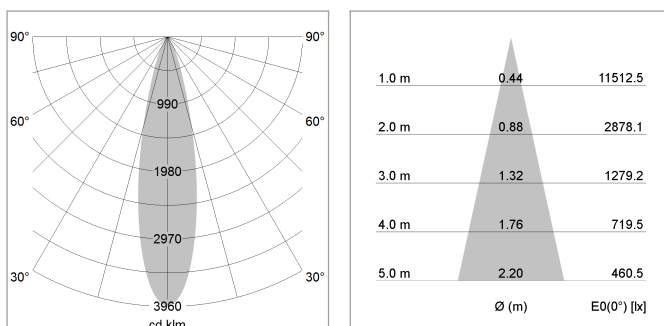 90° 90°
990
60° 60°
1980
2970
30° 30°
3960
cd klm
1.0 m 0.44 11512.5
2.0 m 0.88 2878.1
3.0 m 1.32 1279.2
4.0 m 1.76 719.5
5.0 m 2.20 460.5
Ø (m) E0(0°) [lx]